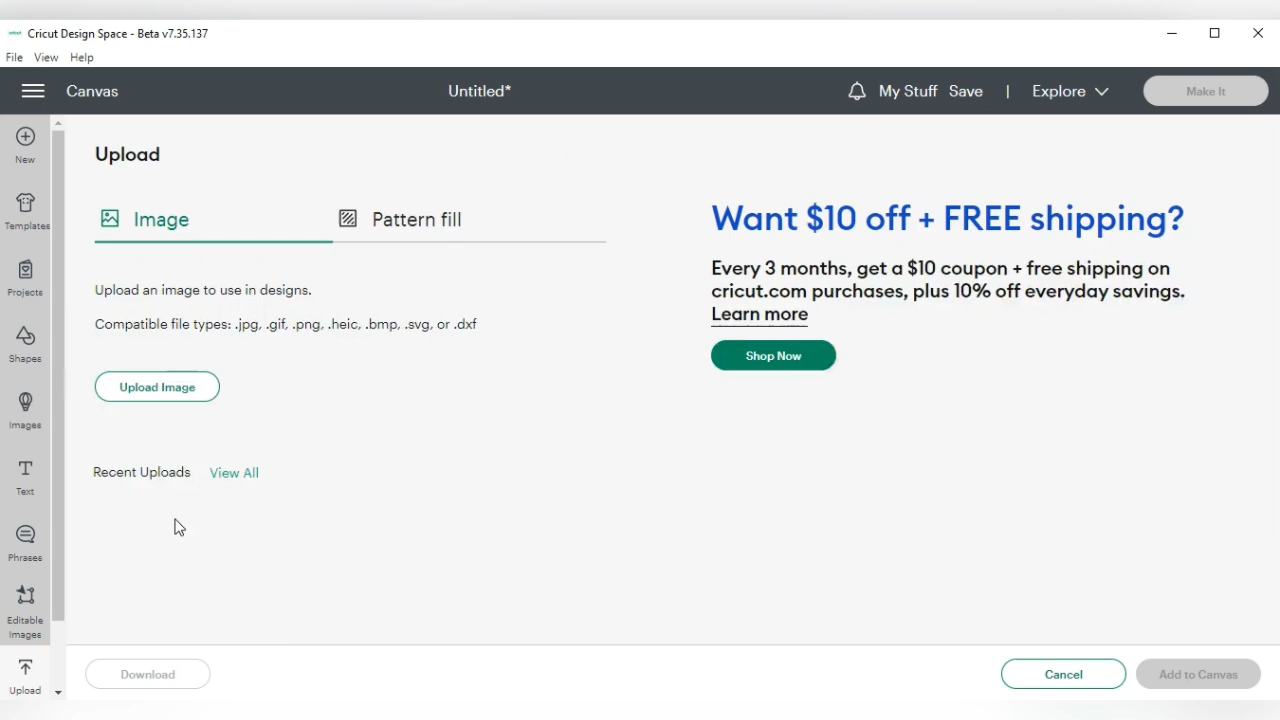 Cricut Design Space - Beta v7.35.137
File View Help
Canvas
Untitled*
My Stuff Save | Explore
Make It
New
Templates
Projects
Shapes
Images
Text
Phrases
Editable
Images
Upload
Upload
Image
Pattern fill
Upload an image to use in designs.
Compatible file types: .jpg, .gif, .png, .heic, .bmp, .svg, or .dxf
Upload Image
Recent Uploads View All
Want $10 off + FREE shipping?
Every 3 months, get a $10 coupon + free shipping on
cricut.com purchases, plus 10% off everyday savings.
Learn more
Shop Now
Download
Cancel
Add to Canvas